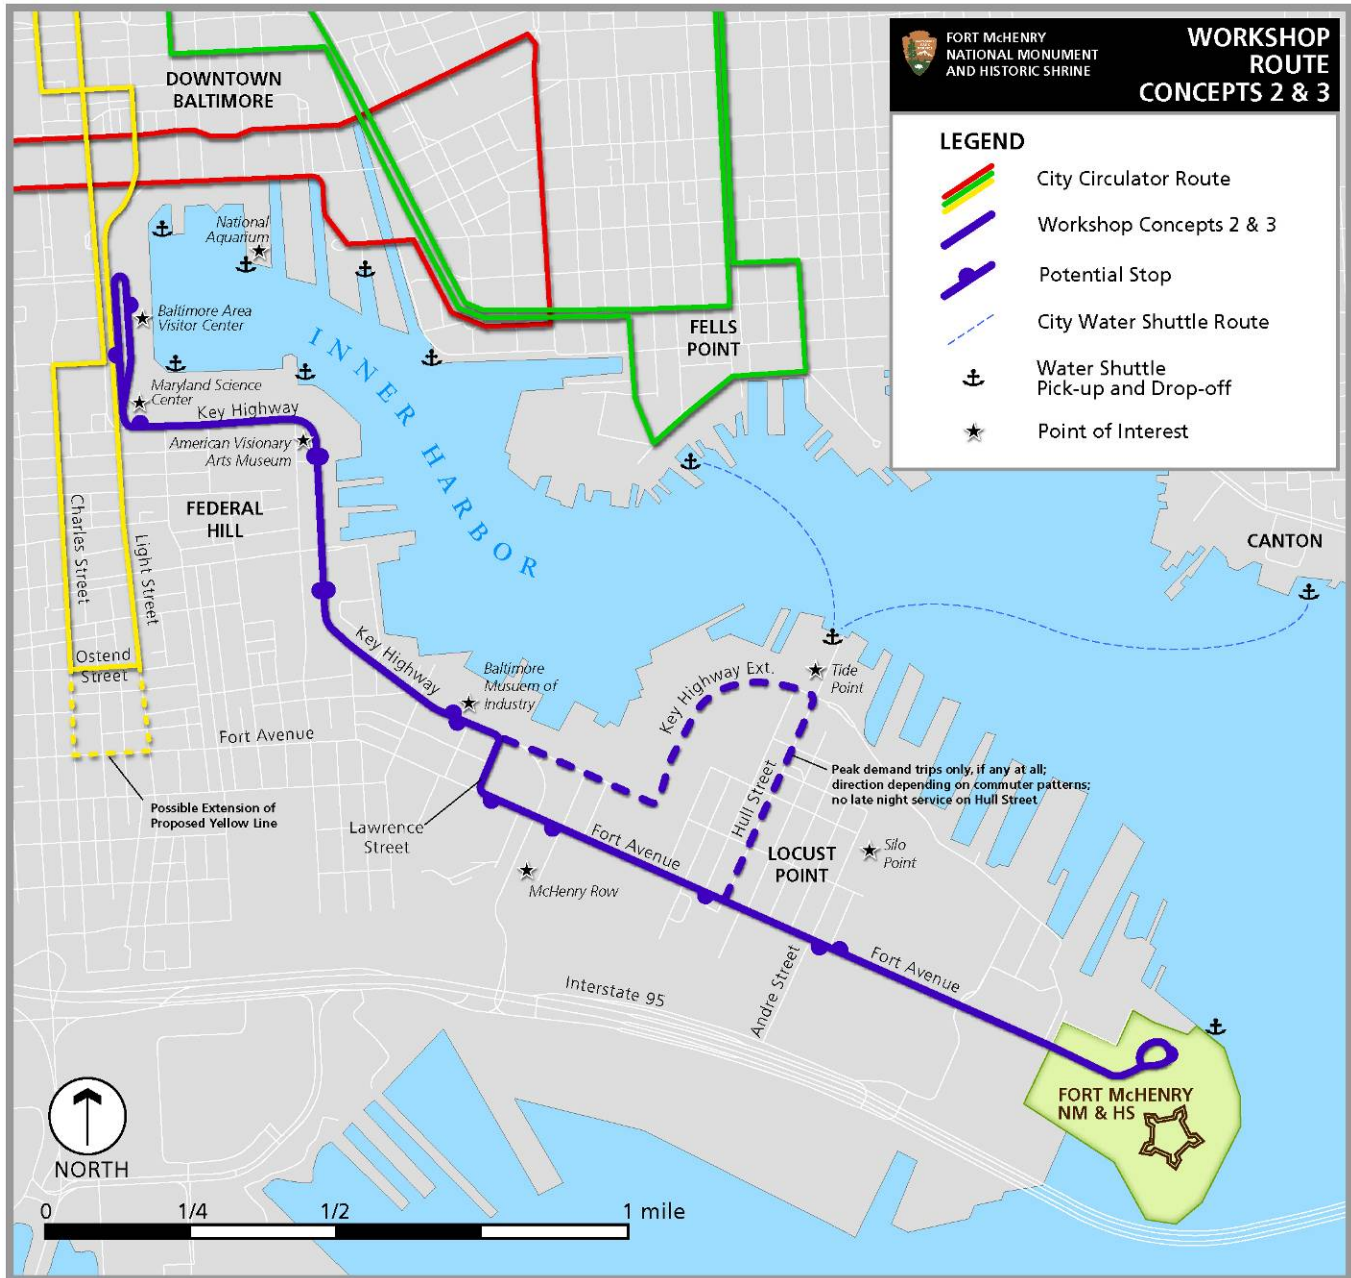 FORT McHENRY
NATIONAL MONUMENT
AND HISTORIC SHRINE
WORKSHOP
ROUTE
CONCEPTS 2 & 3
LEGEND
City Circulator Route
Workshop Concepts 2 & 3
Potential Stop
City Water Shuttle Route
Water Shuttle
Pick-up and Drop-off
Point of Interest
DOWNTOWN
BALTIMORE
National
Aquarium
Baltimore Area
Visitor Center
INNER HARBOR
FELLS
POINT
Maryland Science
Center
Key Highway
American Visionary
Arts Museum
FEDERAL
HILL
Charles Street
Light Street
CANTON
Ostend
Street
Key Highway
Baltimore
Musuem of
Industry
Key Highway Ext.
Tide
Point
Fort Avenue
Possible Extension of
Proposed Yellow Line
Peak demand trips only, if any at all;
direction depending on commuter patterns;
no late night service on Hull Street
Hull Street
Lawrence
Street
Fort Avenue
LOCUST
POINT
Silo
Point
McHenry Row
Andre Street
Fort Avenue
Interstate 95
FORT McHENRY
NM & HS
NORTH
0 1/4 1/2 1 mile